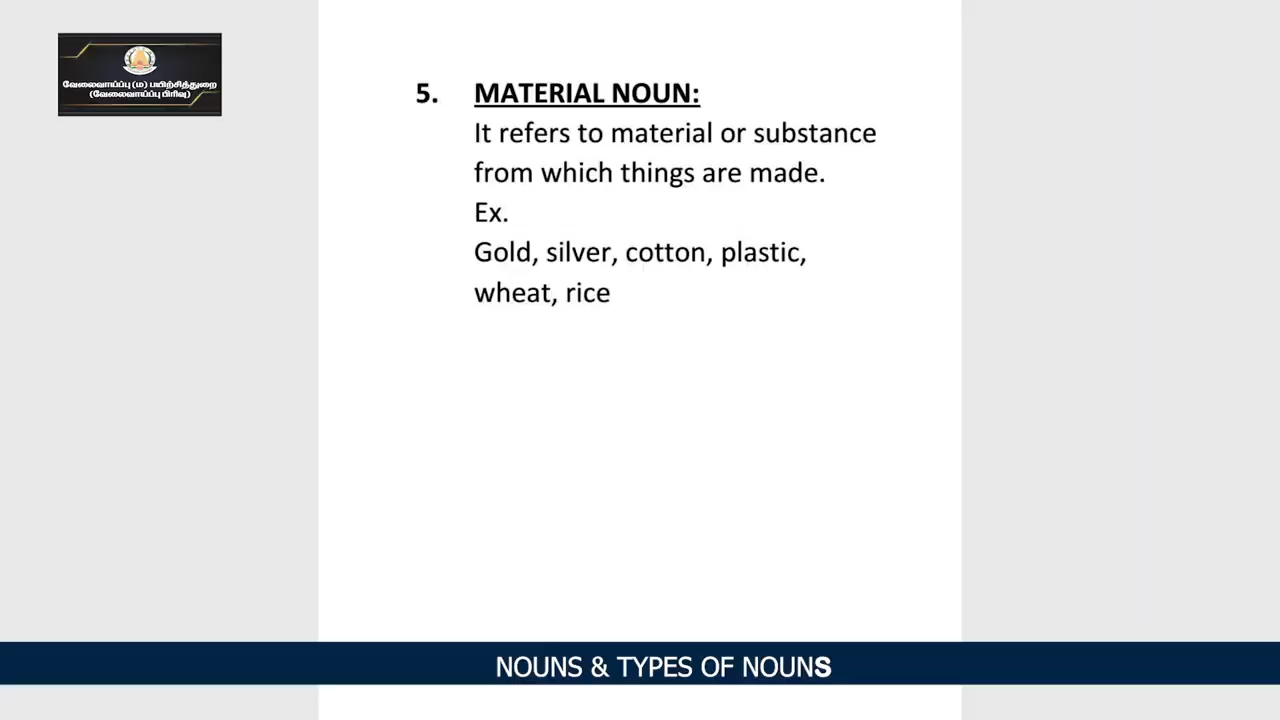 வேலைவாய்ப்பு (ம) பயிற்சித்துறை
(வேலைவாய்ப்பு பிரிவு)
5. MATERIAL NOUN:
It refers to material or substance
from which things are made.
Ex.
Gold, silver, cotton, plastic,
wheat, rice
NOUNS & TYPES OF NOUNS